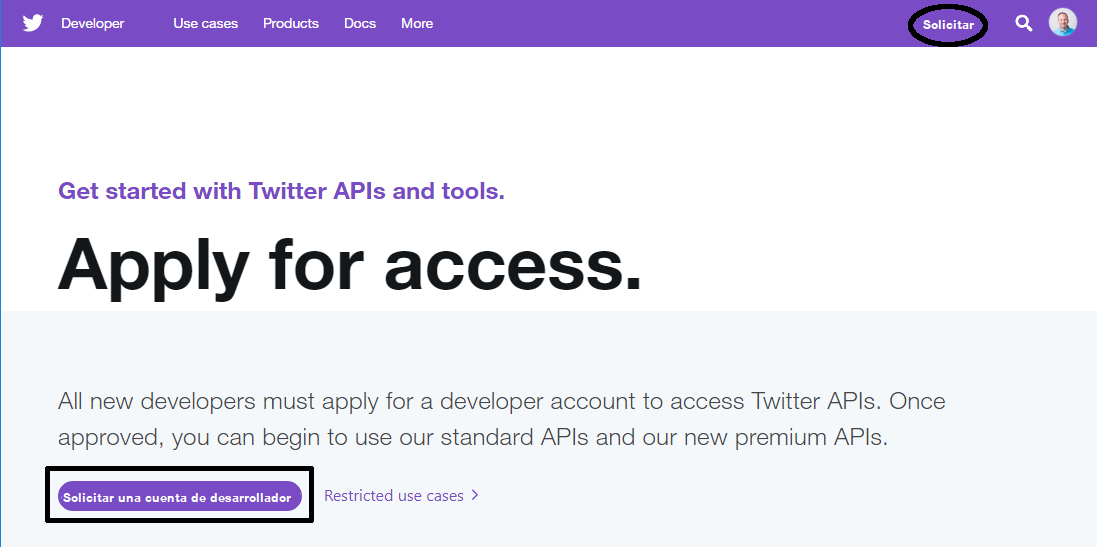 Developer Use cases Products Docs More Solicitar
Get started with Twitter APIs and tools.
Apply for access.
All new developers must apply for a developer account to access Twitter APIs. Once
approved, you can begin to use our standard APIs and our new premium APIs.
Solicitar una cuenta de desarrollador Restricted use cases